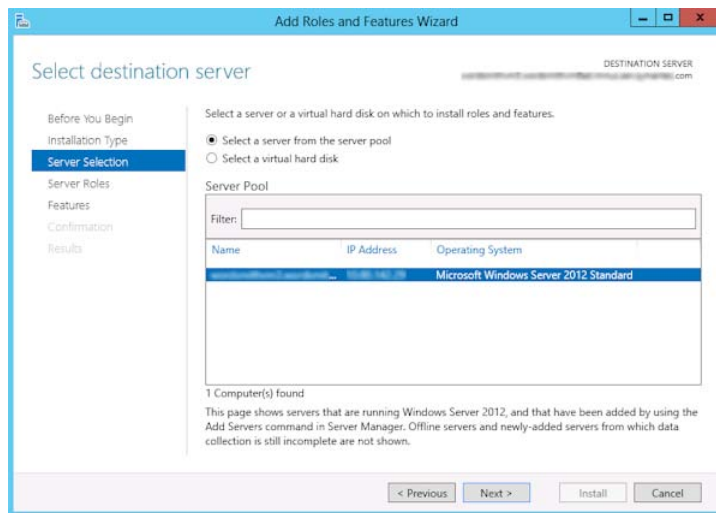 Add Roles and Features Wizard
Select destination server
DESTINATION SERVER
.com
Before You Begin
Installation Type
Server Selection
Server Roles
Features
Confirmation
Results
Select a server or a virtual hard disk on which to install roles and features.
Select a server from the server pool
Select a virtual hard disk
Server Pool
Filter:
Name IP Address Operating System
... Microsoft Windows Server 2012 Standard
1 Computer(s) found
This page shows servers that are running Windows Server 2012, and that have been added by using the
Add Servers command in Server Manager. Offline servers and newly-added servers from which data
collection is still incomplete are not shown.
< Previous Next > Install Cancel